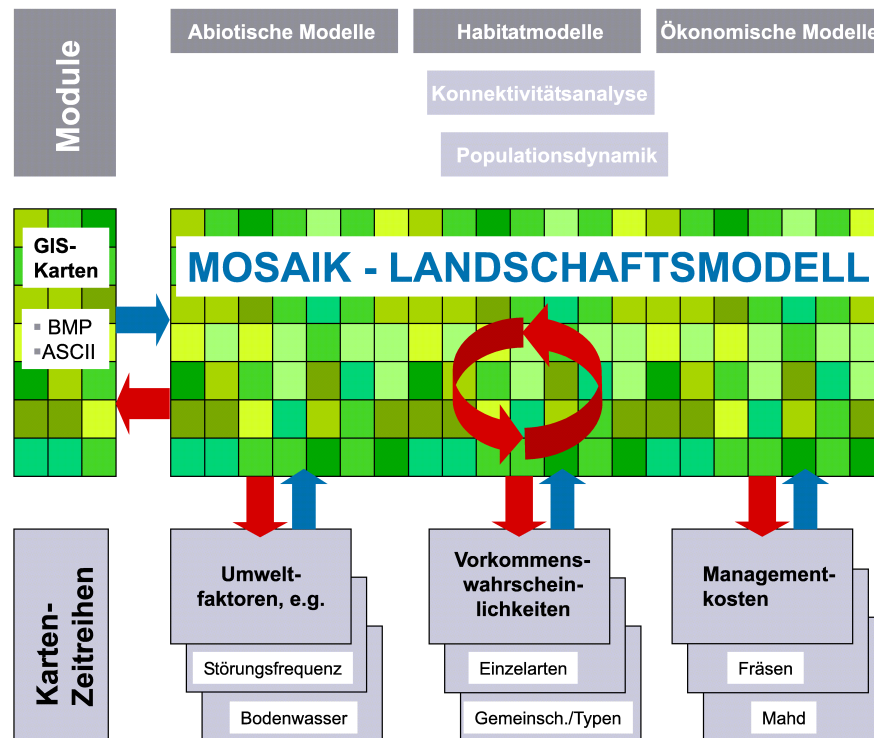 Module
Abiotische Modelle
Habitatmodelle
Ökonomische Modelle
Konnektivitätsanalyse
Populationsdynamik
GIS-
Karten
BMP
ASCII
MOSAIK - LANDSCHAFTSMODELL
Karten-
Zeitreihen
Umwelt-
faktoren, e.g.
Störungsfrequenz
Bodenwasser
Vorkommens-
wahrschein-
lichkeiten
Einzelarten
Gemeinsch./Typen
Management-
kosten
Fräsen
Mahd